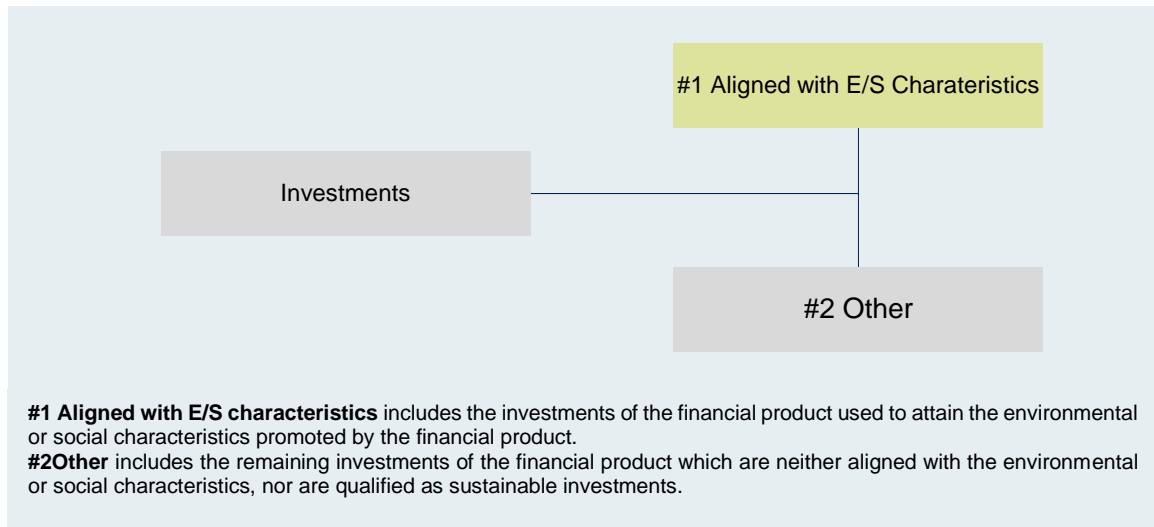 #1 Aligned with E/S Charateristics
Investments
#2 Other
#1 Aligned with E/S characteristics includes the investments of the financial product used to attain the environmental
or social characteristics promoted by the financial product.
#2Other includes the remaining investments of the financial product which are neither aligned with the environmental
or social characteristics, nor are qualified as sustainable investments.